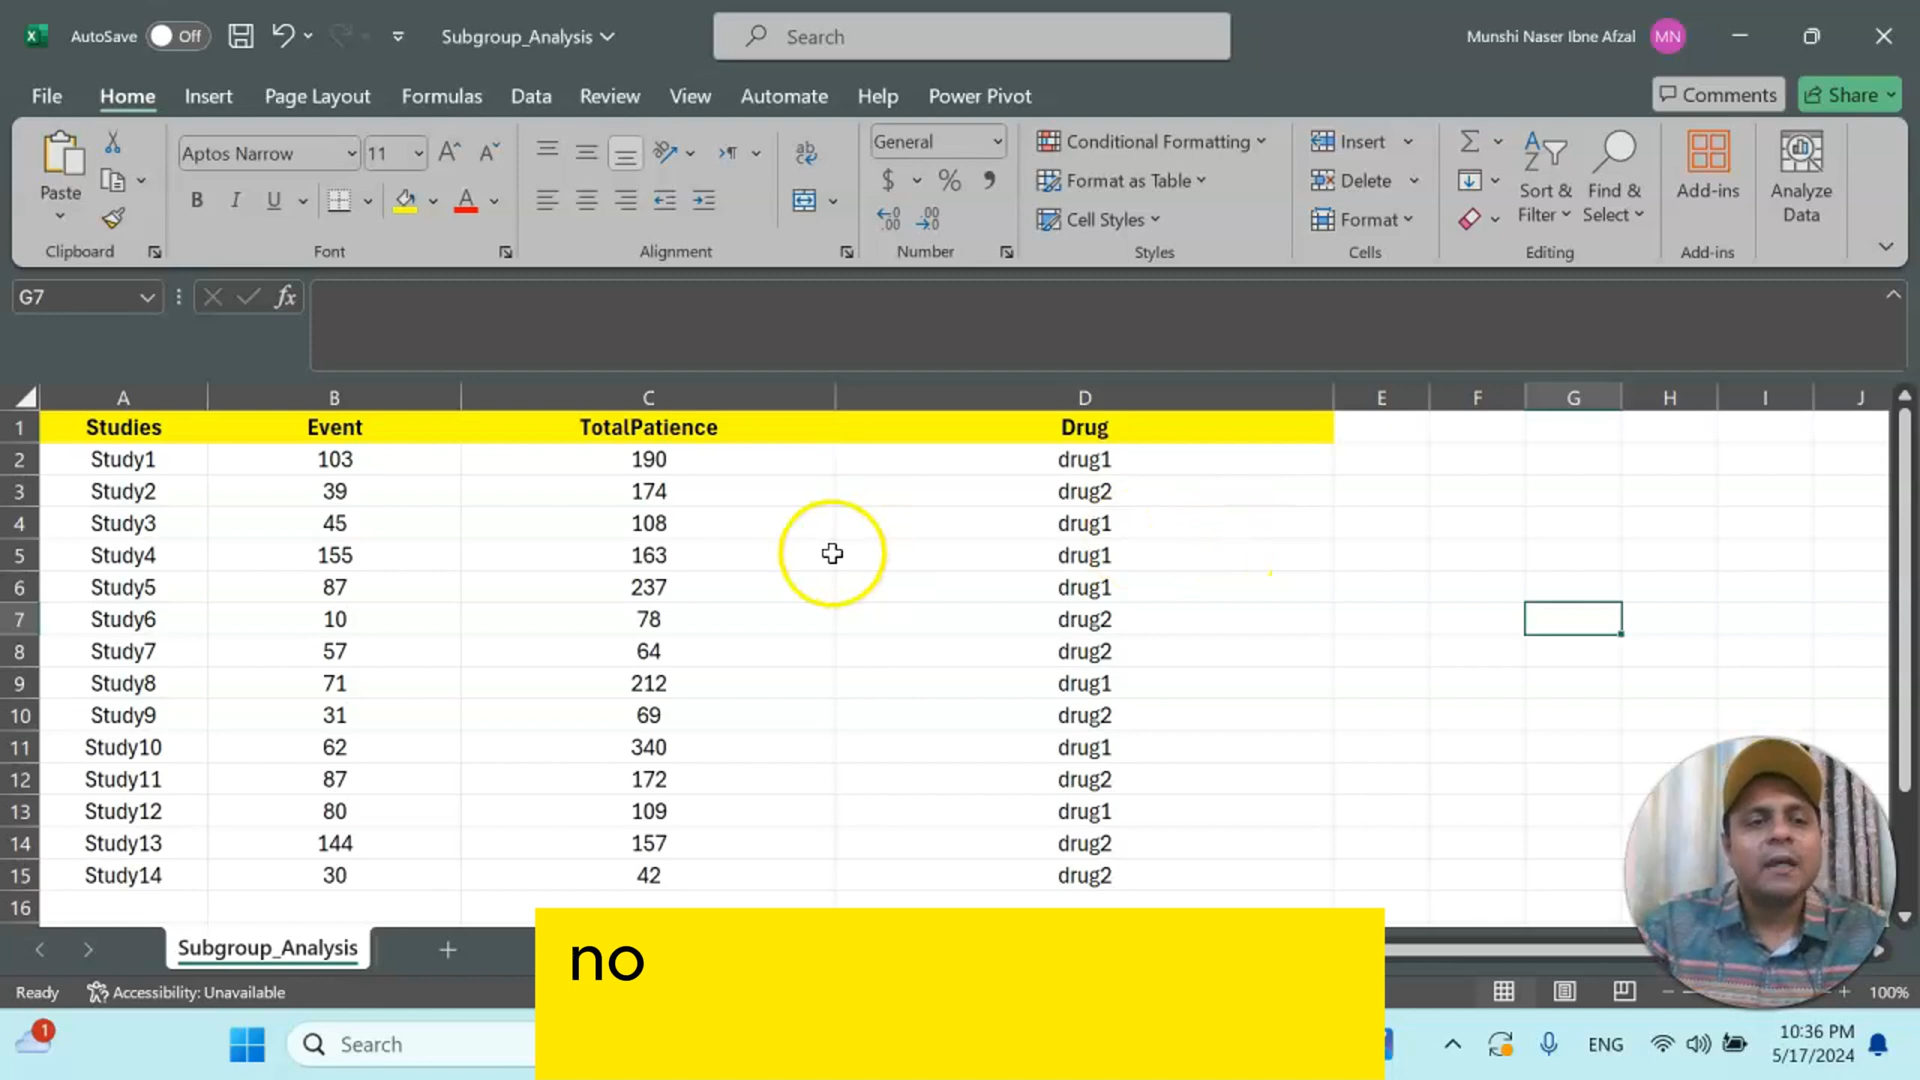 AutoSave Off Subgroup_Analysis Search Munshi Naser Ibne Afzal MN
File Home Insert Page Layout Formulas Data Review View Automate Help Power Pivot Comments Share
Paste Aptos Narrow 11 General Conditional Formatting Insert Sort & Filter Find & Select Add-ins Analyze Data
B I U $ % Format as Table Delete
Cell Styles Format
Clipboard Font Alignment Number Styles Cells Editing Add-ins
G7 fx
A B C D E F G H I J
1 Studies Event TotalPatience Drug
2 Study1 103 190 drug1
3 Study2 39 174 drug2
4 Study3 45 108 drug1
5 Study4 155 163 drug1
6 Study5 87 237 drug1
7 Study6 10 78 drug2
8 Study7 57 64 drug2
9 Study8 71 212 drug1
10 Study9 31 69 drug2
11 Study10 62 340 drug1
12 Study11 87 172 drug2
13 Study12 80 109 drug1
14 Study13 144 157 drug2
15 Study14 30 42 drug2
16
Subgroup_Analysis
no
Ready Accessibility: Unavailable 100%
1 Search ENG 10:36 PM
5/17/2024